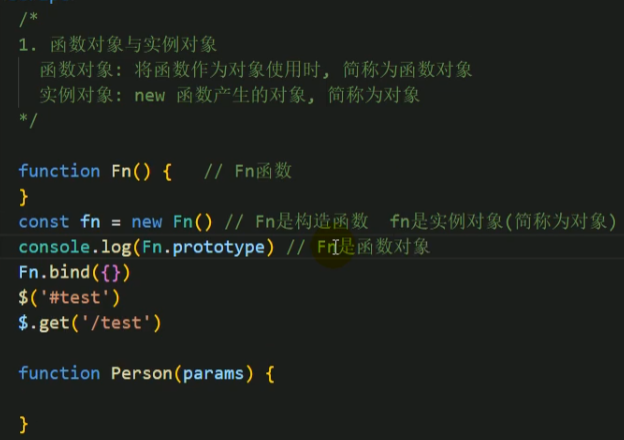 /*
1. 函数对象与实例对象
函数对象: 将函数作为对象使用时, 简称为函数对象
实例对象: new 函数产生的对象, 简称为对象
*/
function Fn() { // Fn函数
}
const fn = new Fn() // Fn是构造函数 fn是实例对象(简称为对象)
console.log(Fn.prototype) // Fn是函数对象
Fn.bind({})
$('#test')
$.get('/test')
function Person(params) {
}